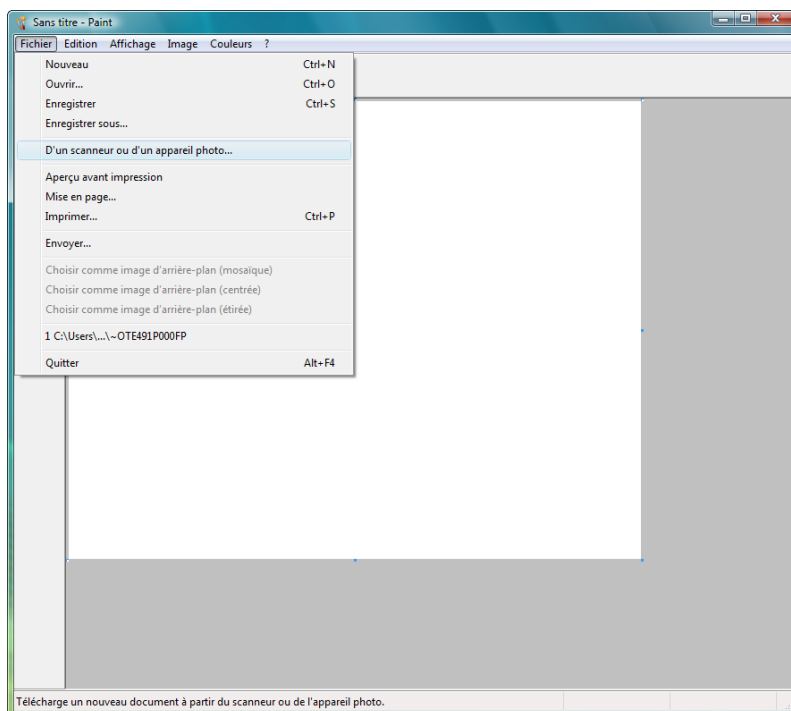 Sans titre - Paint
Fichier Edition Affichage Image Couleurs ?
Nouveau Ctrl+N
Ouvrir... Ctrl+O
Enregistrer Ctrl+S
Enregistrer sous...
D'un scanneur ou d'un appareil photo...
Aperçu avant impression
Mise en page...
Imprimer... Ctrl+P
Envoyer...
Choisir comme image d'arrière-plan (mosaïque)
Choisir comme image d'arrière-plan (centrée)
Choisir comme image d'arrière-plan (étirée)
1 C:\Users\...\~OTE491P000FP
Quitter Alt+F4
Télécharge un nouveau document à partir du scanneur ou de l'appareil photo.